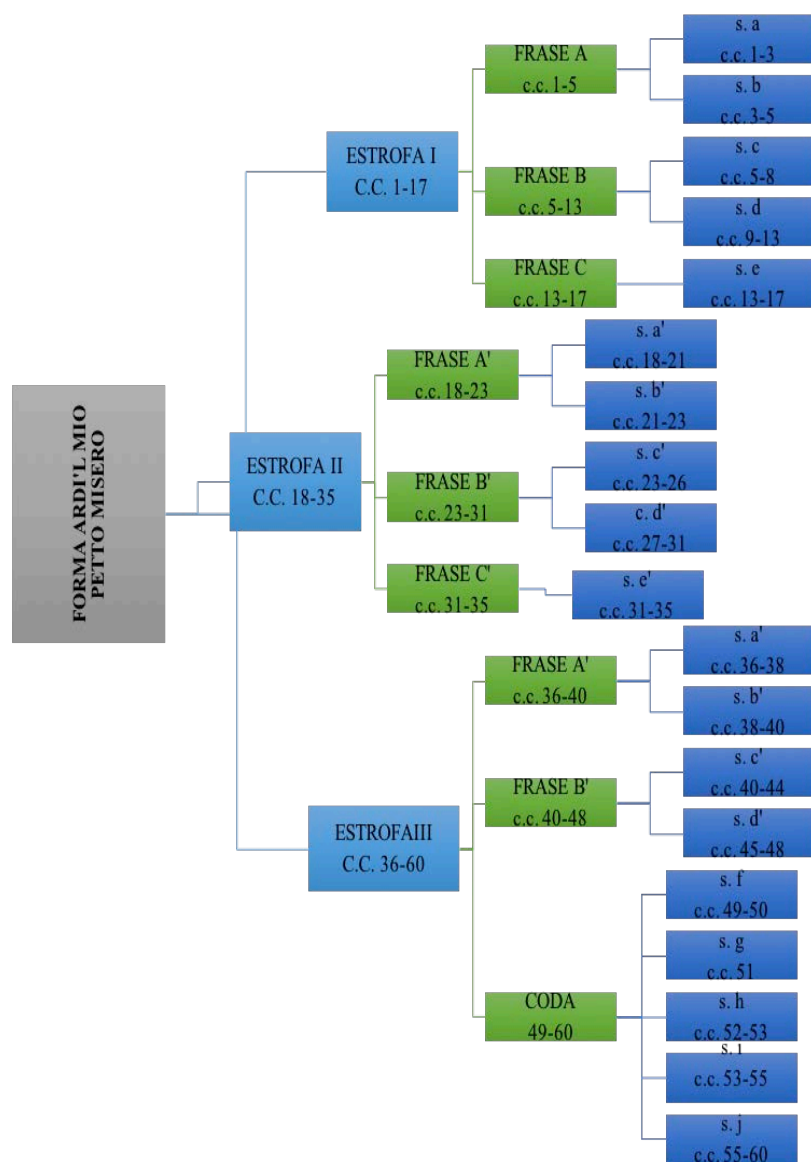 FORMA ARDI'L MIO
PETTO MISERO
ESTROFA I
C.C. 1-17
FRASE A
c.c. 1-5
s. a
c.c. 1-3
s. b
c.c. 3-5
FRASE B
c.c. 5-13
s. c
c.c. 5-8
s. d
c.c. 9-13
FRASE C
c.c. 13-17
s. e
c.c. 13-17
ESTROFA II
C.C. 18-35
FRASE A'
c.c. 18-23
s. a'
c.c. 18-21
s. b'
c.c. 21-23
FRASE B'
c.c. 23-31
s. c'
c.c. 23-26
c. d'
c.c. 27-31
FRASE C'
c.c. 31-35
s. e'
c.c. 31-35
ESTROFAIII
C.C. 36-60
FRASE A'
c.c. 36-40
s. a'
c.c. 36-38
s. b'
c.c. 38-40
FRASE B'
c.c. 40-48
s. c'
c.c. 40-44
s. d'
c.c. 45-48
CODA
49-60
s. f
c.c. 49-50
s. g
c.c. 51
s. h
c.c. 52-53
s. i
c.c. 53-55
s. j
c.c. 55-60